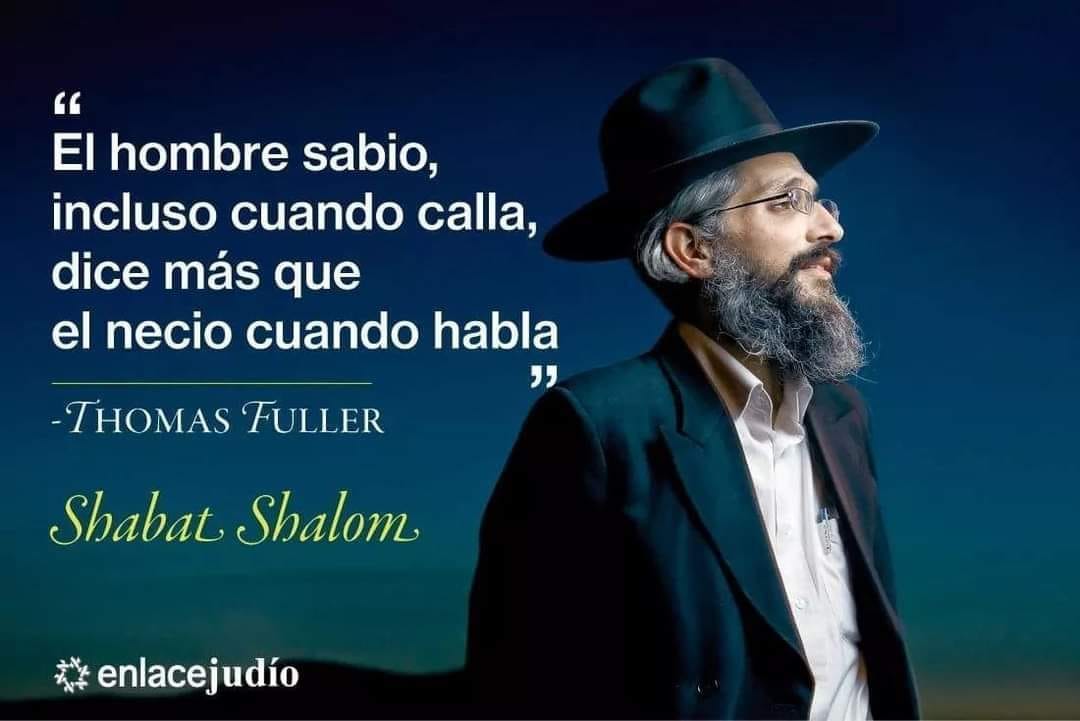 “
El hombre sabio,
incluso cuando calla,
dice más que
el necio cuando habla
”
-THOMAS FULLER
Shabat Shalom
enlacejudío